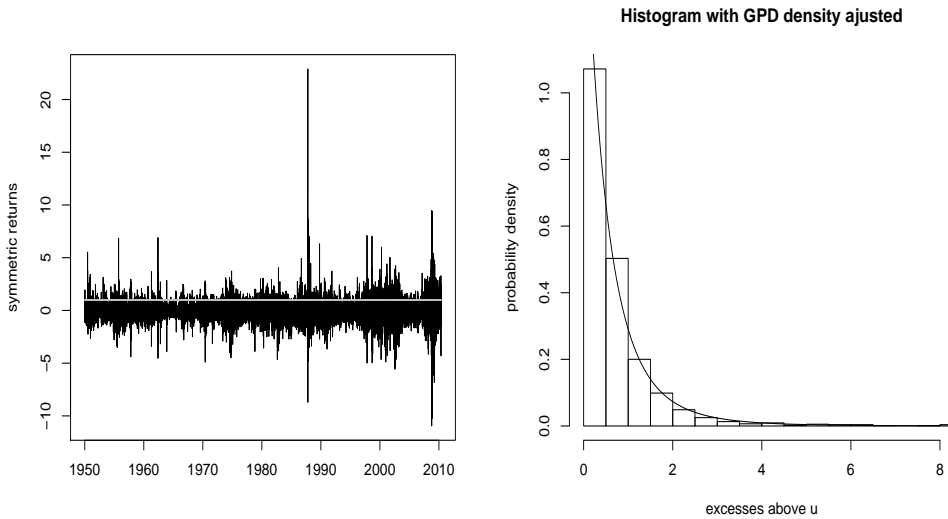 symmetric returns
20
15
10
5
0
−5
−10
1950 1960 1970 1980 1990 2000 2010
Histogram with GPD density ajusted
probability density
1.0
0.8
0.6
0.4
0.2
0.0
0 2 4 6 8
excesses above u